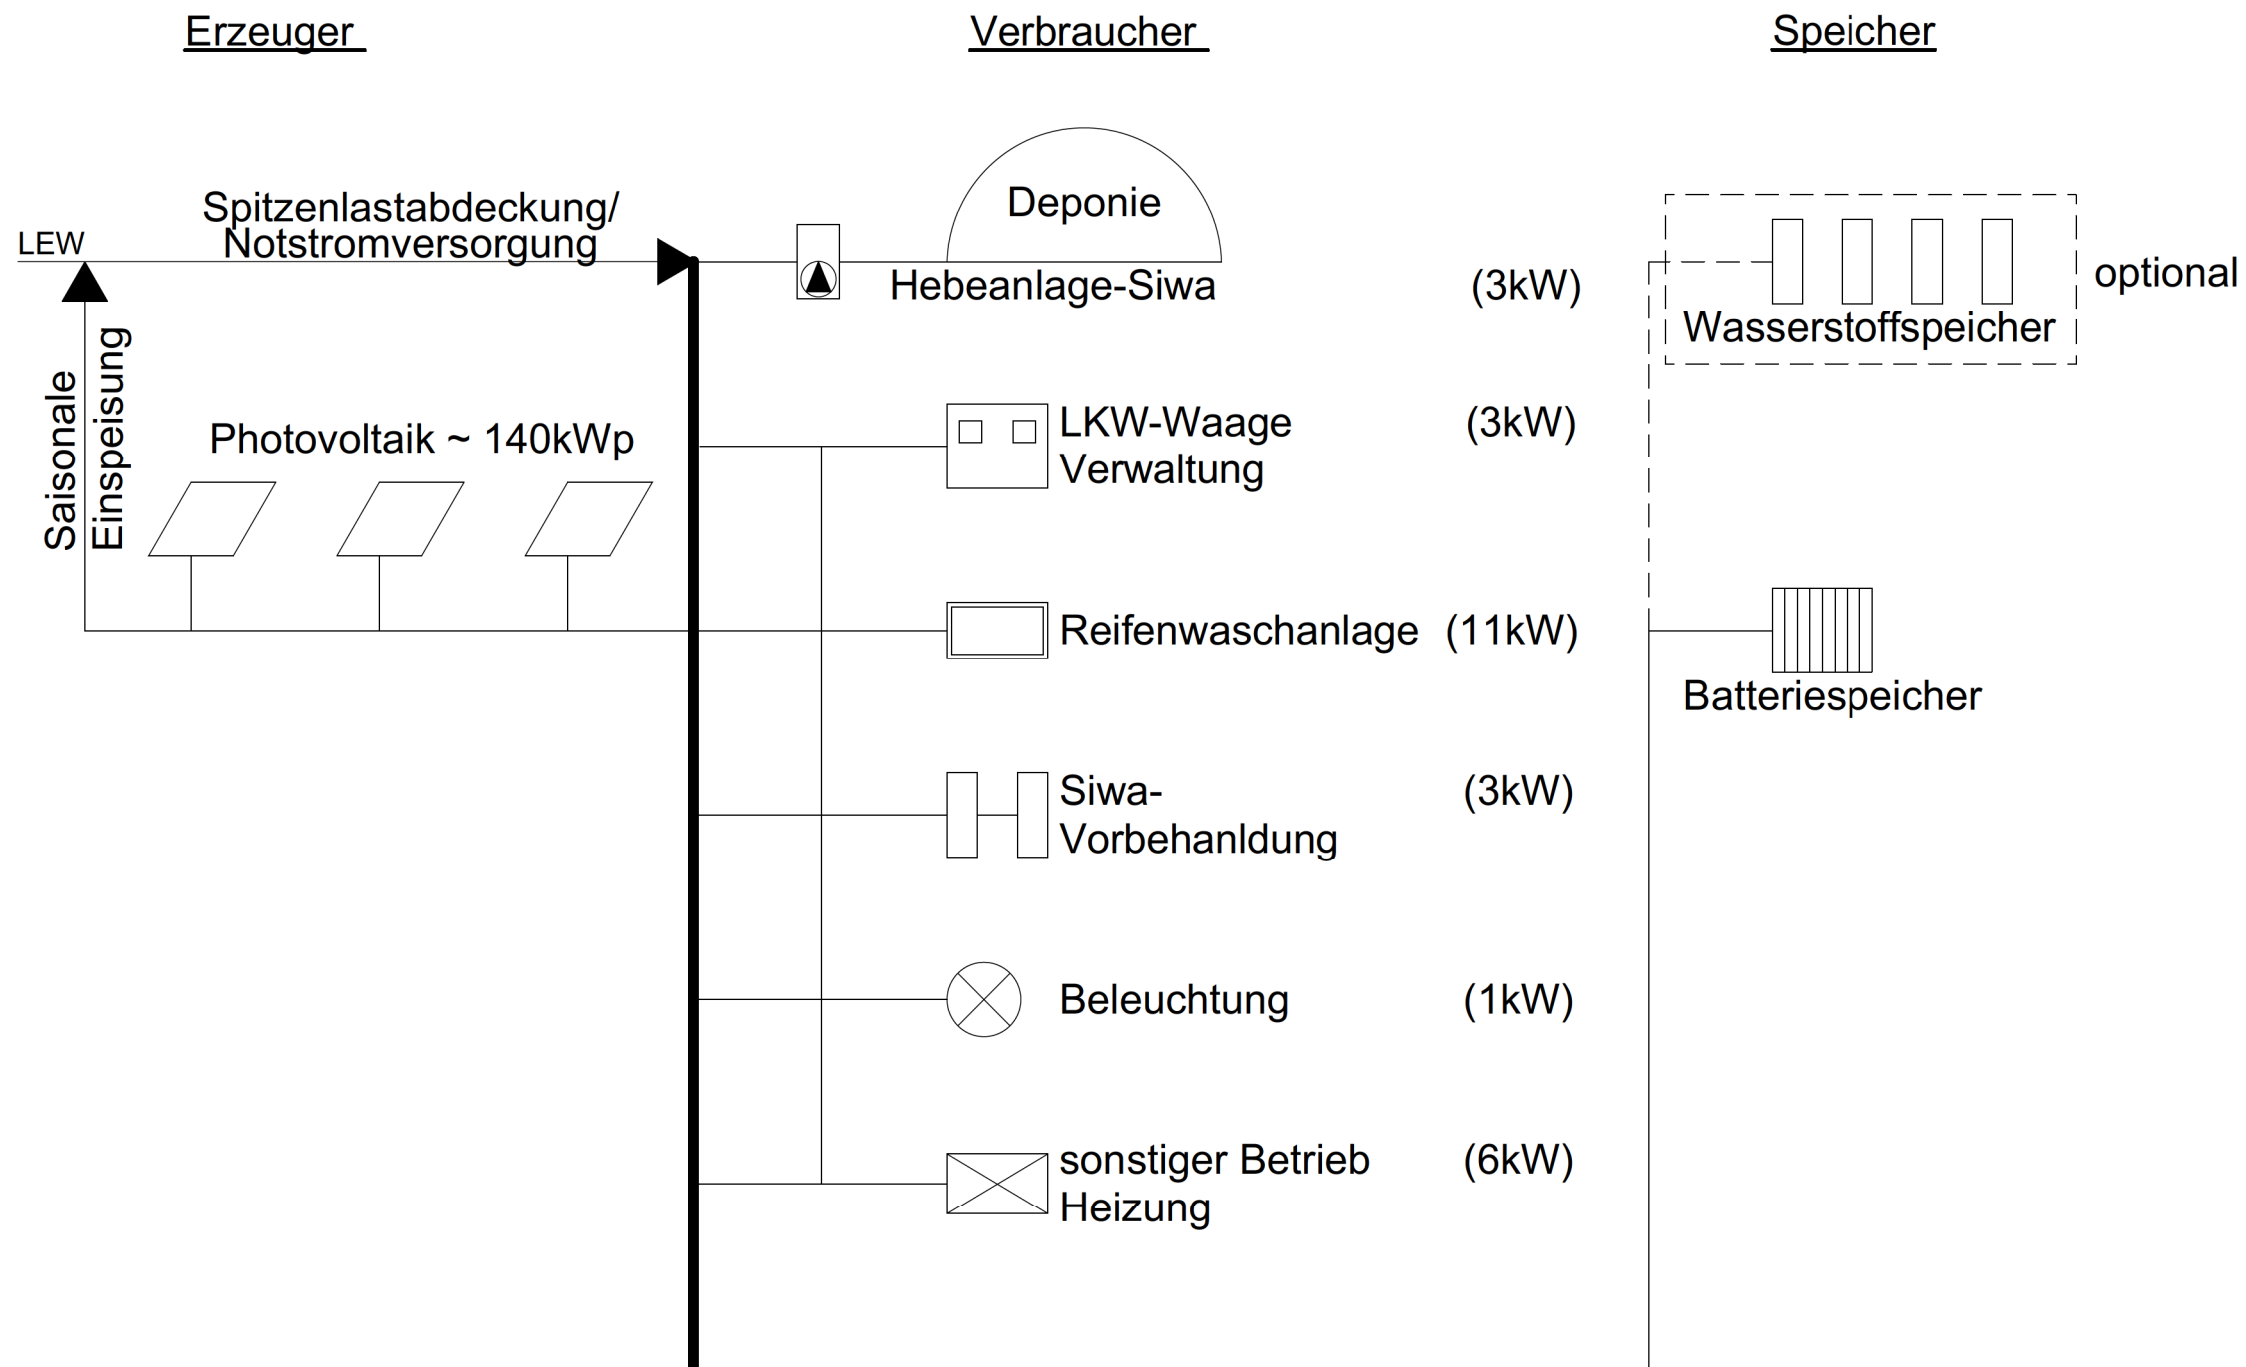 Erzeuger
Verbraucher
Speicher
Spitzenlastabdeckung/
Notstromversorgung
LEW
Deponie
Hebeanlage-Siwa (3kW)
Wasserstoffspeicher
optional
Saisonale
Einspeisung
Photovoltaik ~ 140kWp
LKW-Waage (3kW)
Verwaltung
Reifenwaschanlage (11kW)
Batteriespeicher
Siwa- (3kW)
Vorbehanldung
Beleuchtung (1kW)
sonstiger Betrieb (6kW)
Heizung